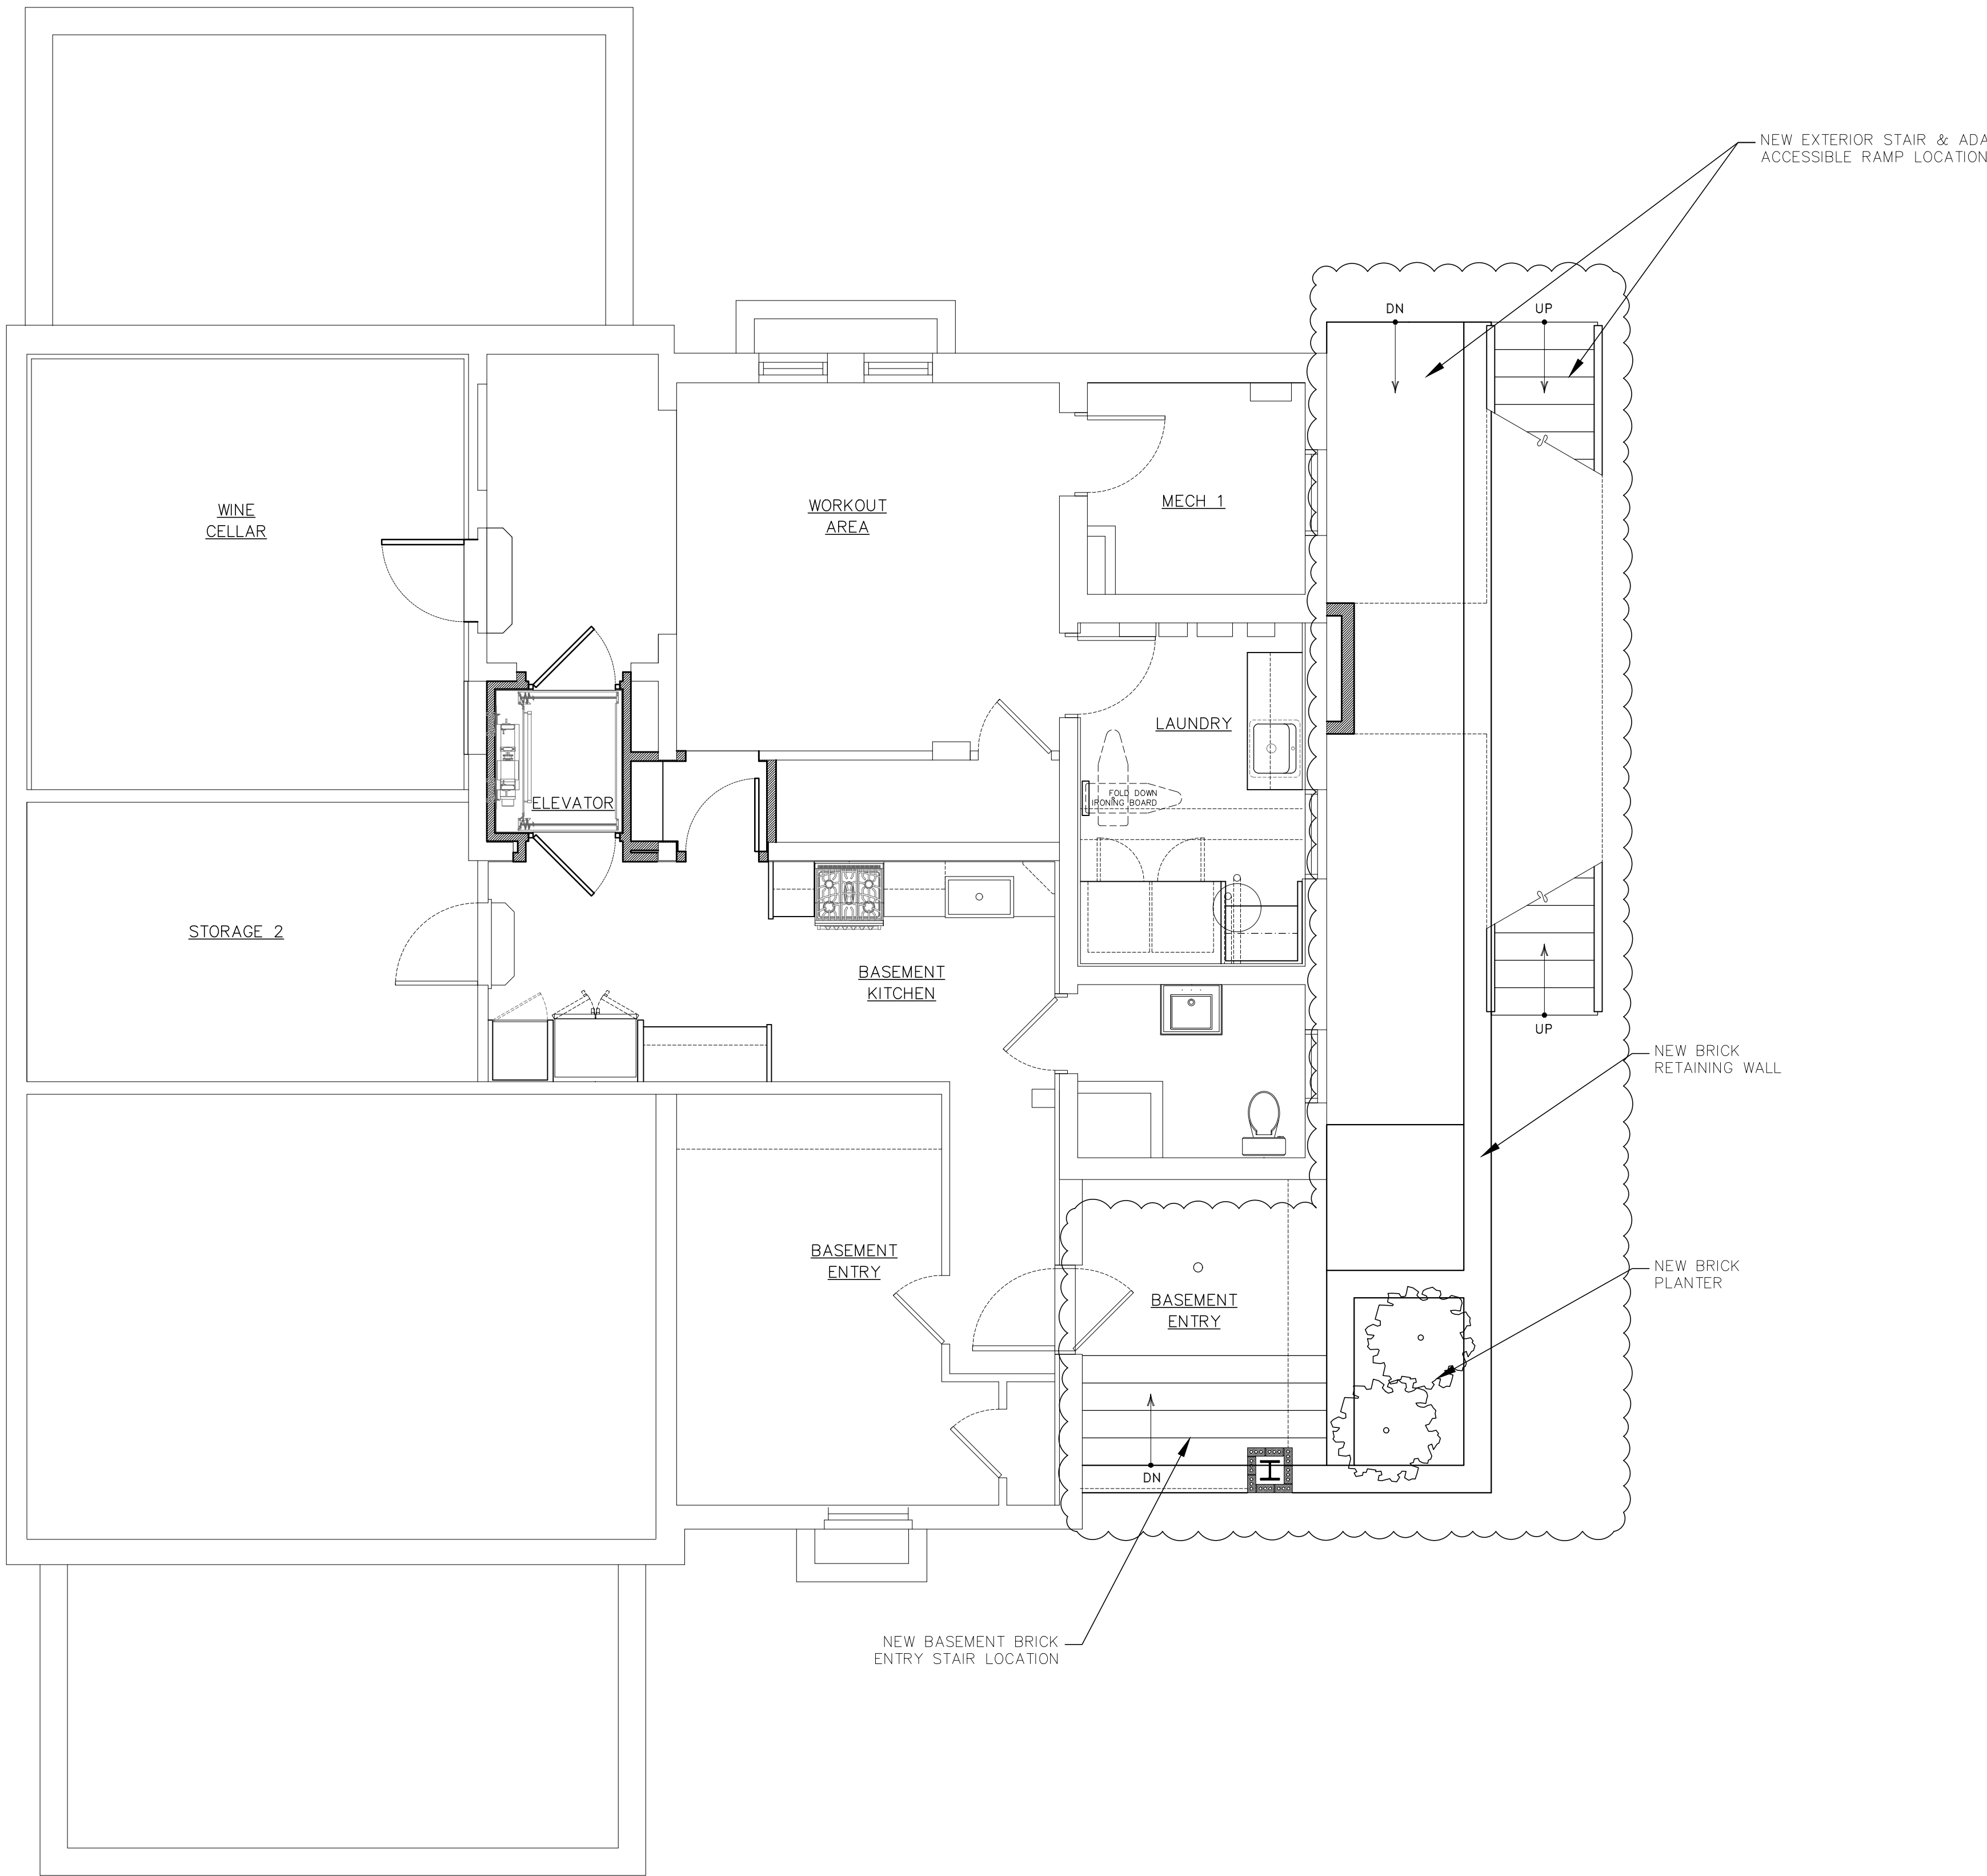 NEW EXTERIOR STAIR & ADA
ACCESSIBLE RAMP LOCATION
DN
UP
WINE
CELLAR
WORKOUT
AREA
MECH 1
LAUNDRY
FOLD DOWN
IRONING BOARD
ELEVATOR
STORAGE 2
BASEMENT
KITCHEN
UP
NEW BRICK
RETAINING WALL
BASEMENT
ENTRY
BASEMENT
ENTRY
NEW BRICK
PLANTER
DN
NEW BASEMENT BRICK
ENTRY STAIR LOCATION